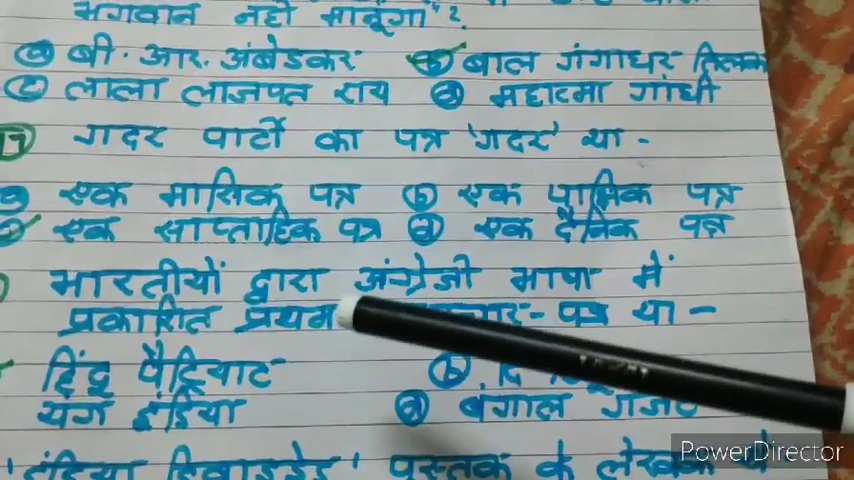 भगवान नहीं मानूंगा"?
ⓐ बी. आर. अंबेडकर ⓑ बाल गंगाधर तिलक
ⓒ लाला लाजपत राय ⓓ महात्मा गांधी
गदर पार्टी का पत्र 'गदर' था -
ⓐ एक मासिक पत्र ⓑ एक पाक्षिक पत्र
एक साप्ताहिक पत्र ⓓ एक दैनिक पत्र
भारतीयों द्वारा अंग्रेजी भाषा में
प्रकाशित प्रथम - पत्र था -
हिंदू पैट्रियाट ⓑ
यंग इंडिया ⓓ बंगाल गजट
'इंडिया डिवाइडेड' पुस्तक के लेखक थे
PowerDirector